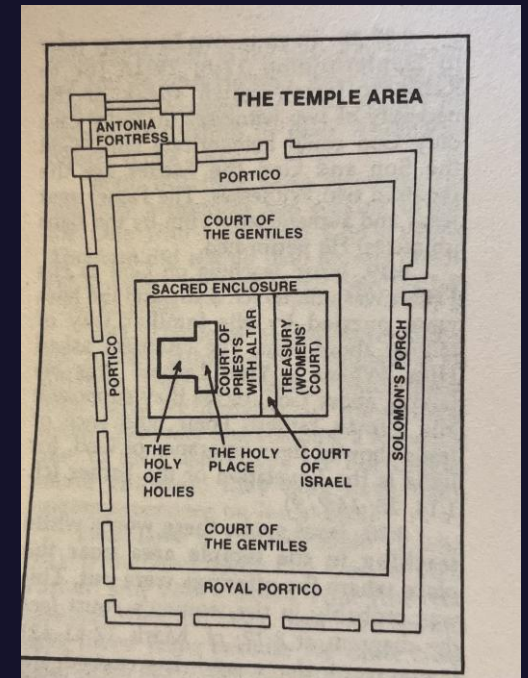 THE TEMPLE AREA
ANTONIA
FORTRESS
PORTICO
COURT OF
THE GENTILES
SACRED ENCLOSURE
PORTICO
COURT OF
PRIESTS
WITH ALTAR
TREASURY
(WOMENS'
COURT)
SOLOMON'S PORCH
THE
HOLY
OF
HOLIES
THE HOLY
PLACE
COURT
OF
ISRAEL
COURT OF
THE GENTILES
ROYAL PORTICO